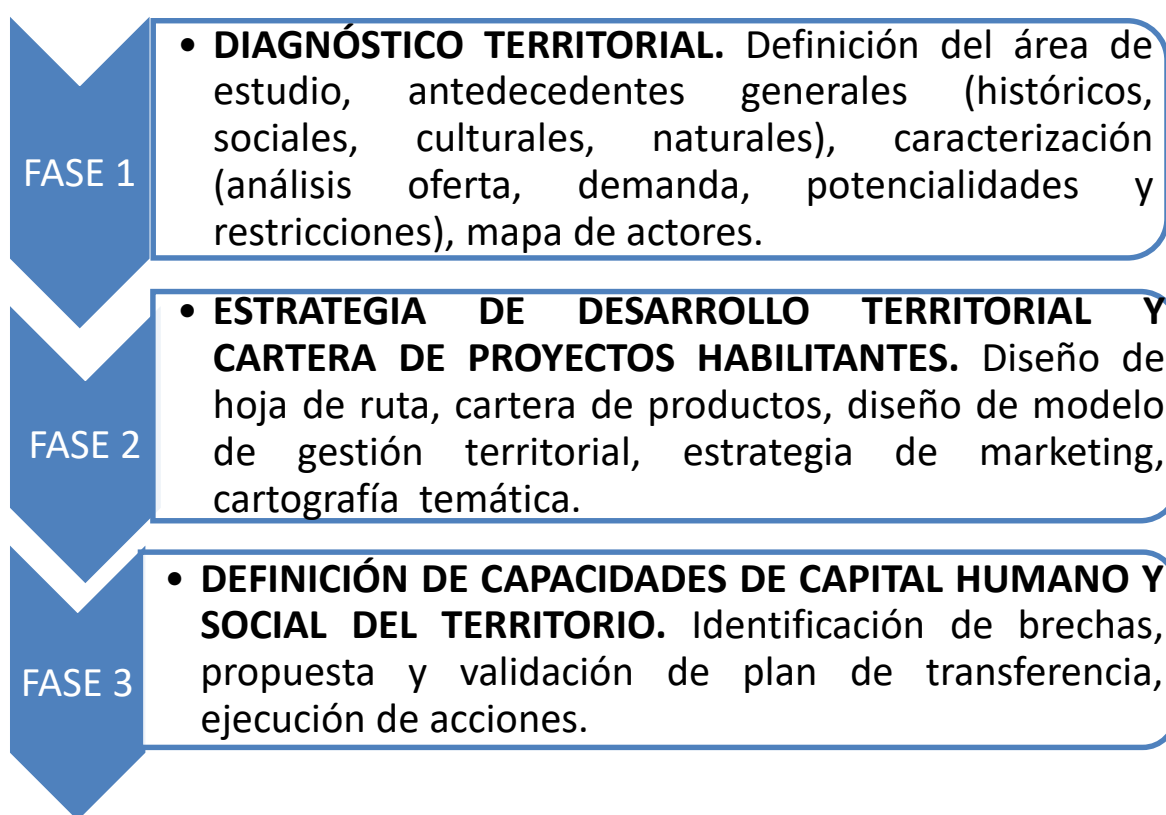 FASE 1
• DIAGNÓSTICO TERRITORIAL. Definición del área de
estudio, antedecedentes generales (históricos,
sociales, culturales, naturales), caracterización
(análisis oferta, demanda, potencialidades y
restricciones), mapa de actores.
FASE 2
• ESTRATEGIA DE DESARROLLO TERRITORIAL Y
CARTERA DE PROYECTOS HABILITANTES. Diseño de
hoja de ruta, cartera de productos, diseño de modelo
de gestión territorial, estrategia de marketing,
cartografía temática.
FASE 3
• DEFINICIÓN DE CAPACIDADES DE CAPITAL HUMANO Y
SOCIAL DEL TERRITORIO. Identificación de brechas,
propuesta y validación de plan de transferencia,
ejecución de acciones.